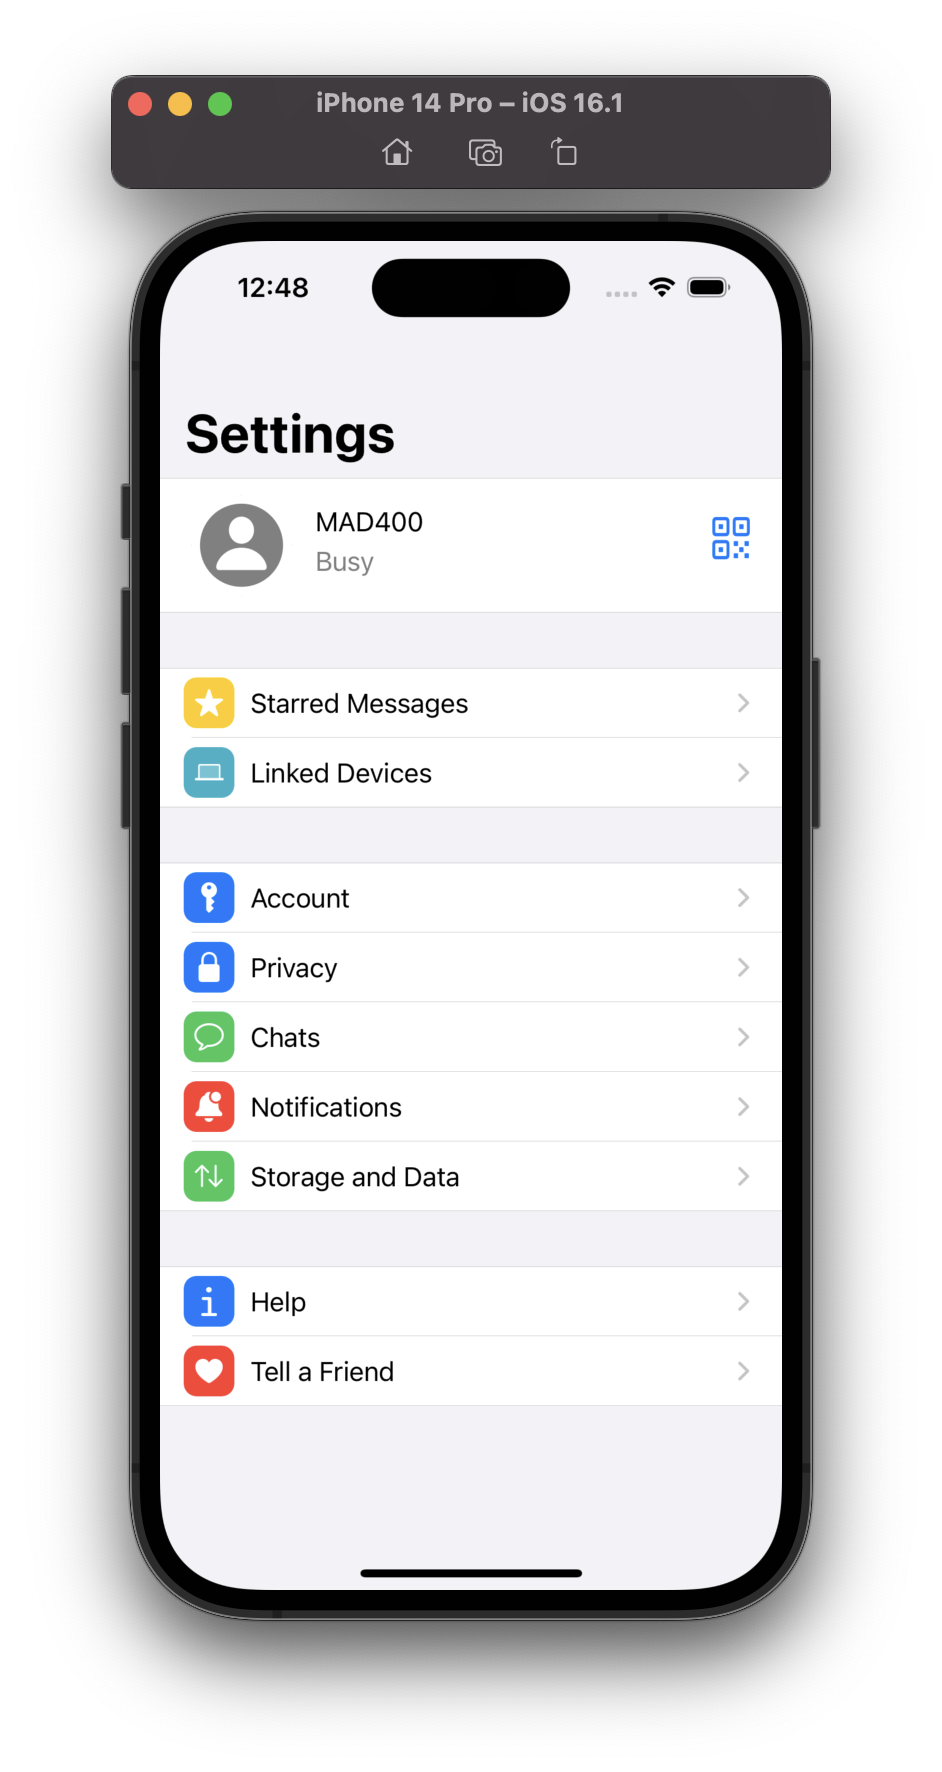 iPhone 14 Pro – iOS 16.1
12:48
Settings
MAD400
Busy
Starred Messages
Linked Devices
Account
Privacy
Chats
Notifications
Storage and Data
Help
Tell a Friend